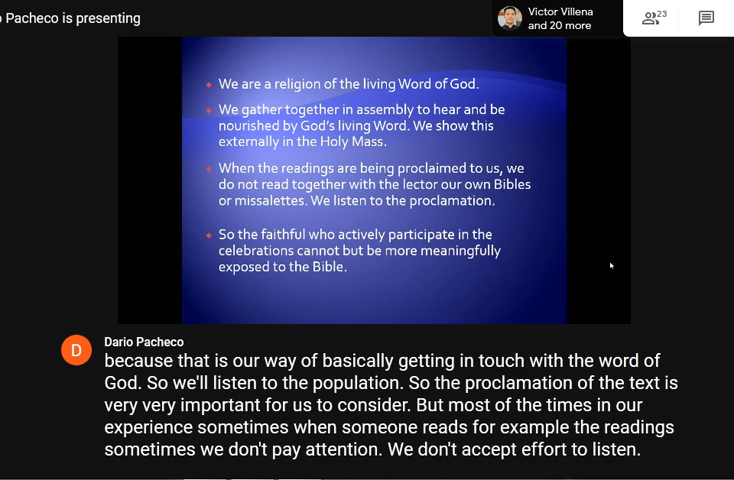 o Pacheco is presenting
Victor Villena
and 20 more
23
We are a religion of the living Word of God.
We gather together in assembly to hear and be
nourished by God's living Word. We show this
externally in the Holy Mass.
When the readings are being proclaimed to us, we
do not read together with the lector our own Bibles
or missalettes. We listen to the proclamation.
So the faithful who actively participate in the
celebrations cannot but be more meaningfully
exposed to the Bible.
D
Dario Pacheco
because that is our way of basically getting in touch with the word of
God. So we'll listen to the population. So the proclamation of the text is
very very important for us to consider. But most of the times in our
experience sometimes when someone reads for example the readings
sometimes we don't pay attention. We don't accept effort to listen.